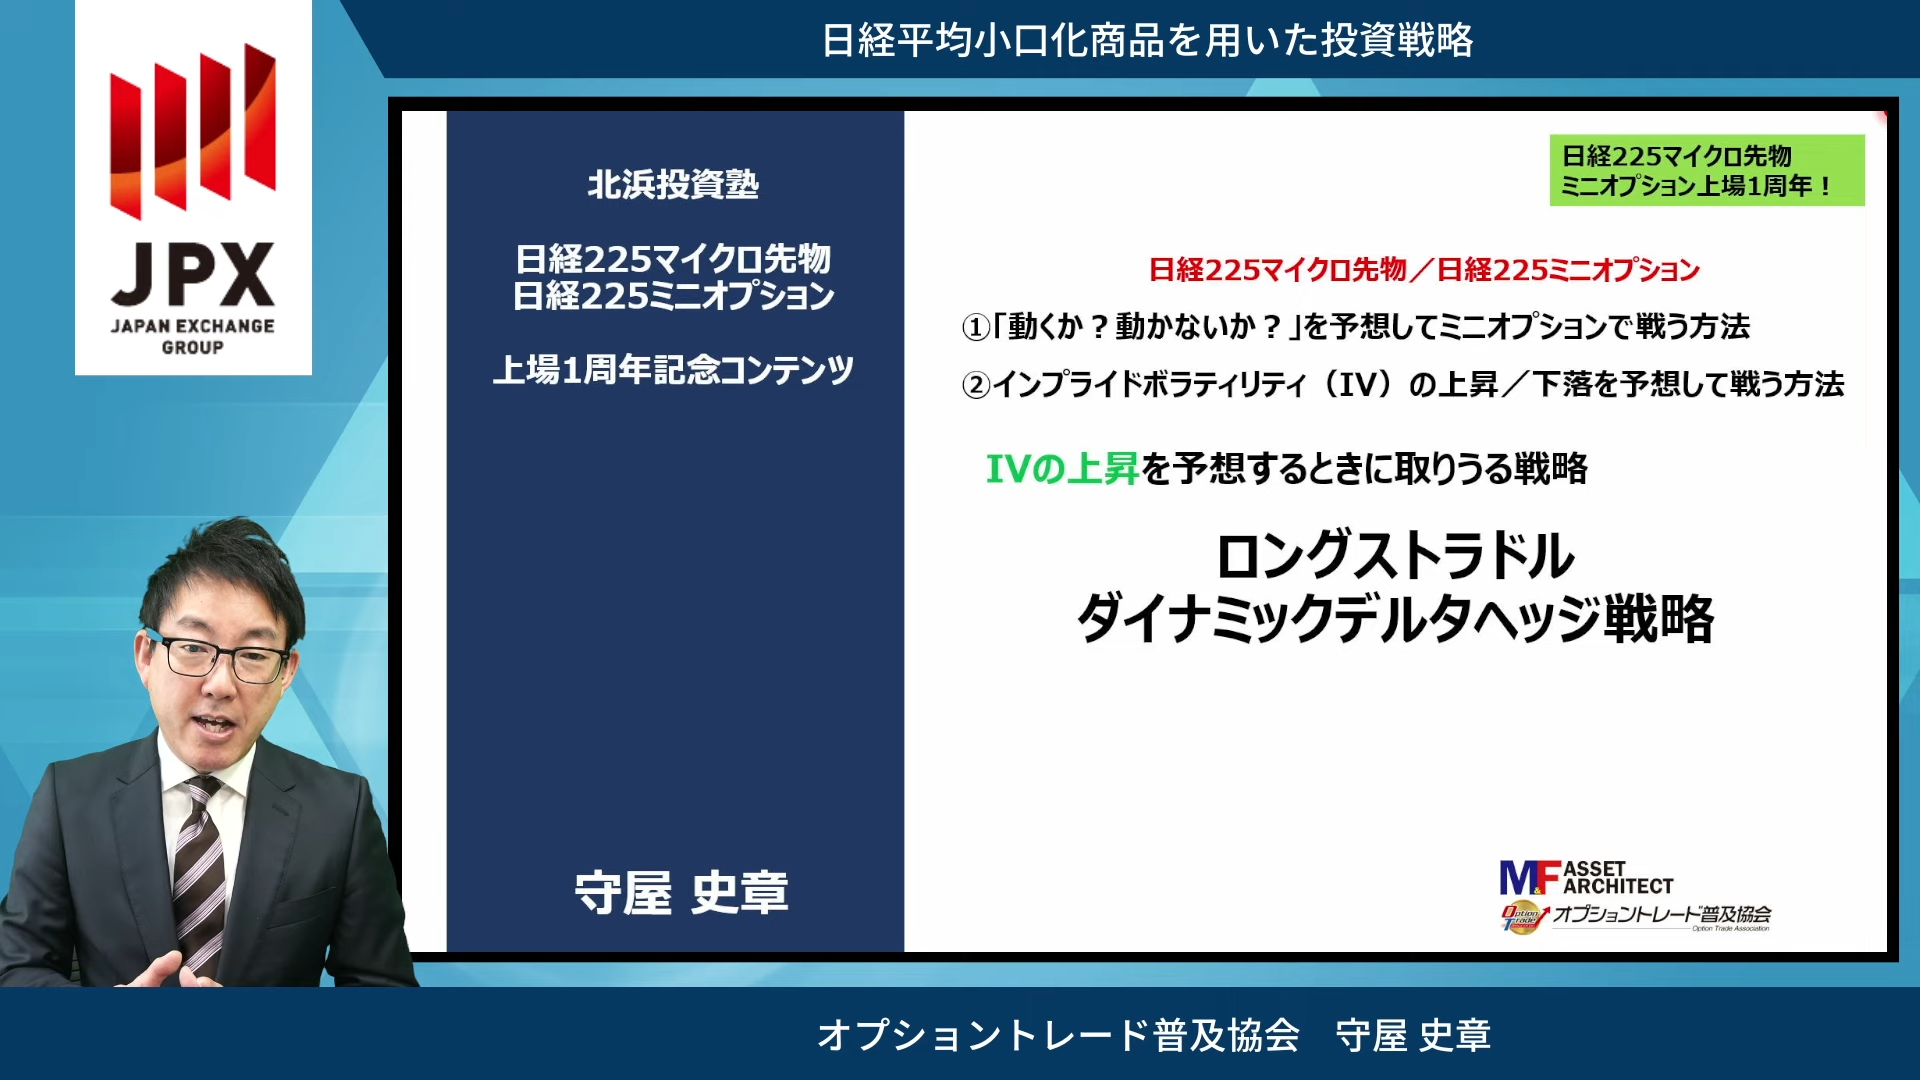 日経平均小口化商品を用いた投資戦略
JPX
JAPAN EXCHANGE
GROUP
北浜投資塾
日経225マイクロ先物
日経225ミニオプション
上場1周年記念コンテンツ
守屋 史章
日経225マイクロ先物
ミニオプション上場1周年！
日経225マイクロ先物／日経225ミニオプション
①「動くか？動かないか？」を予想してミニオプションで戦う方法
②インプライドボラティリティ（IV）の上昇／下落を予想して戦う方法
IVの上昇を予想するときに取りうる戦略
ロングストラドル
ダイナミックデルタヘッジ戦略
M&F ASSET
ARCHITECT
Option
Trade
オプショントレード普及協会
Option Trade Association
オプショントレード普及協会　守屋 史章